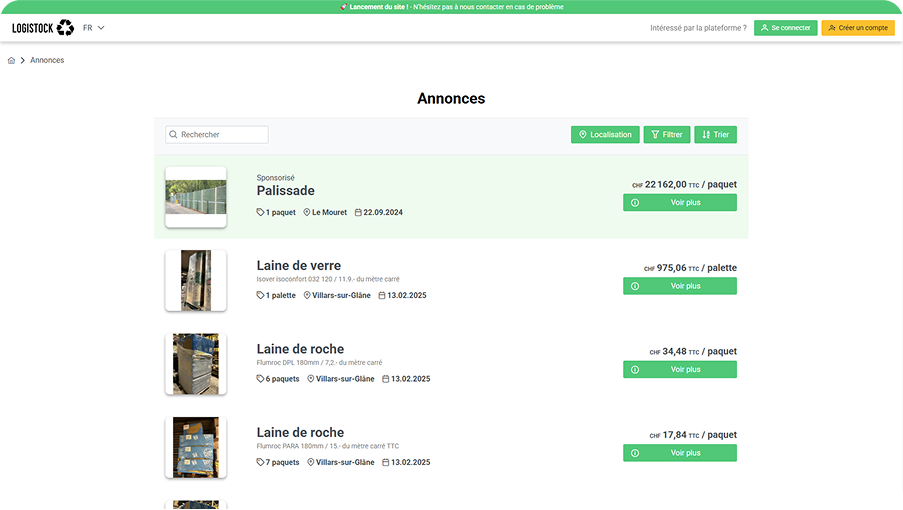 🚀 Lancement du site ! - N'hésitez pas à nous contacter en cas de problème
LOGISTOCK FR Intéressé par la plateforme ? Se connecter Créer un compte
Annonces
Annonces
Rechercher Localisation Filtrer Trier
Sponsorisé
Palissade
CHF 22 162,00 TTC / paquet
1 paquet Le Mouret 22.09.2024
Voir plus
Laine de verre
CHF 975,06 TTC / palette
Isover isoconfort 032 120 / 11.9.- du mètre carré
1 palette Villars-sur-Glâne 13.02.2025
Voir plus
Laine de roche
CHF 34,48 TTC / paquet
Flumroc DPL 180mm / 7,2.- du mètre carré
6 paquets Villars-sur-Glâne 13.02.2025
Voir plus
Laine de roche
CHF 17,84 TTC / paquet
Flumroc PARA 180mm / 15.- du mètre carré TTC
7 paquets Villars-sur-Glâne 13.02.2025
Voir plus